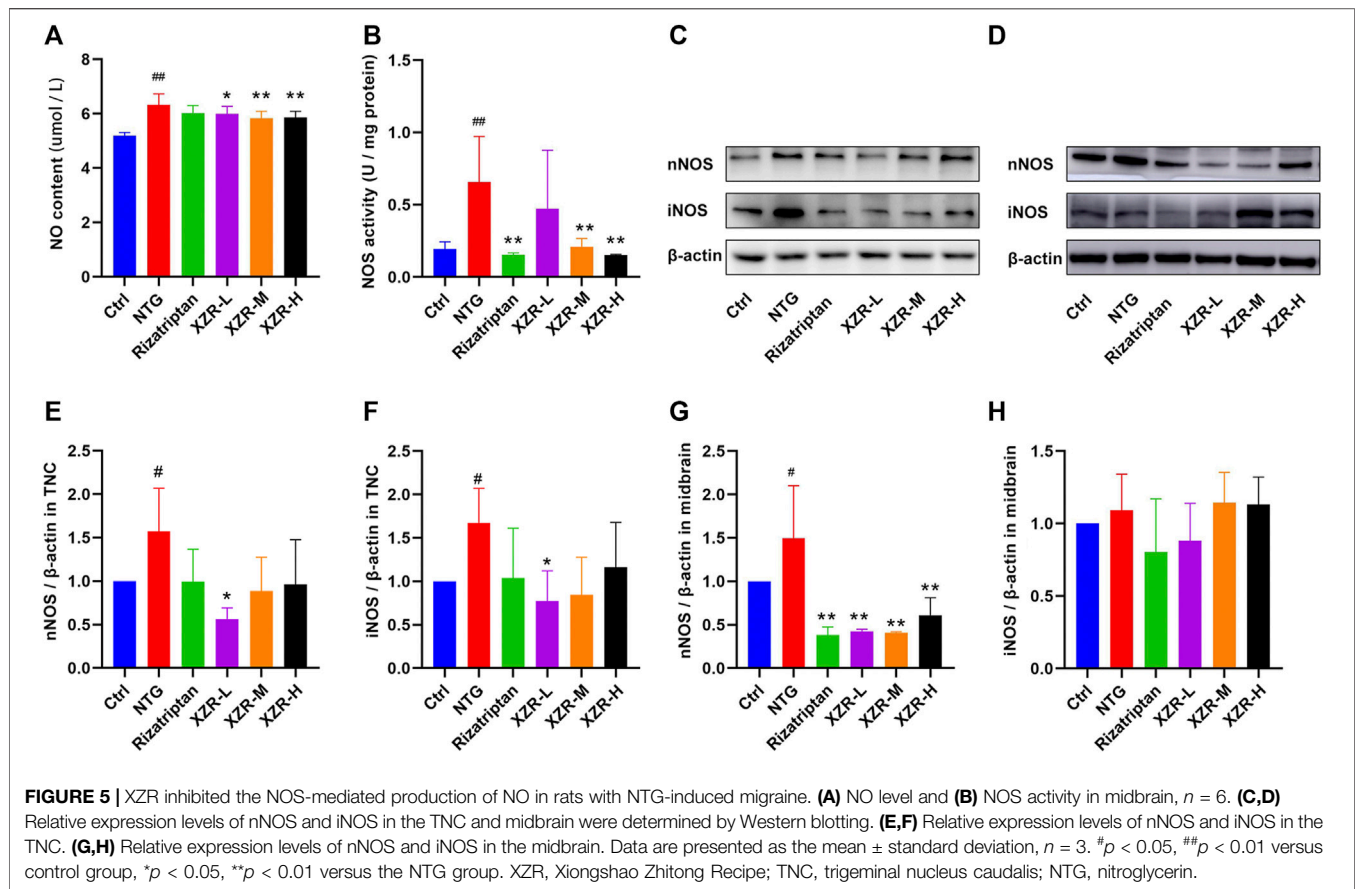 A
NO content (umol / L)
8
6
4
2
0
##
*
**
**
Ctrl
NTG
Rizatriptan
XZR-L
XZR-M
XZR-H
B
NOS activity (U / mg protein)
1.5
1.0
0.5
0.0
##
**
**
**
Ctrl
NTG
Rizatriptan
XZR-L
XZR-M
XZR-H
C
nNOS
iNOS
β-actin
Ctrl
NTG
Rizatriptan
XZR-L
XZR-M
XZR-H
D
nNOS
iNOS
β-actin
Ctrl
NTG
Rizatriptan
XZR-L
XZR-M
XZR-H
E
nNOS / β-actin in TNC
2.5
2.0
1.5
1.0
0.5
0.0
#
*
Ctrl
NTG
Rizatriptan
XZR-L
XZR-M
XZR-H
F
iNOS / β-actin in TNC
2.5
2.0
1.5
1.0
0.5
0.0
#
*
Ctrl
NTG
Rizatriptan
XZR-L
XZR-M
XZR-H
G
nNOS / β-actin in midbrain
2.5
2.0
1.5
1.0
0.5
0.0
#
**
**
**
**
Ctrl
NTG
Rizatriptan
XZR-L
XZR-M
XZR-H
H
iNOS / β-actin in midbrain
1.5
1.0
0.5
0.0
Ctrl
NTG
Rizatriptan
XZR-L
XZR-M
XZR-H
FIGURE 5 | XZR inhibited the NOS-mediated production of NO in rats with NTG-induced migraine. (A) NO level and (B) NOS activity in midbrain, n = 6. (C,D)
Relative expression levels of nNOS and iNOS in the TNC and midbrain were determined by Western blotting. (E,F) Relative expression levels of nNOS and iNOS in the
TNC. (G,H) Relative expression levels of nNOS and iNOS in the midbrain. Data are presented as the mean ± standard deviation, n = 3. #p < 0.05, ##p < 0.01 versus
control group, *p < 0.05, **p < 0.01 versus the NTG group. XZR, Xiongshao Zhitong Recipe; TNC, trigeminal nucleus caudalis; NTG, nitroglycerin.